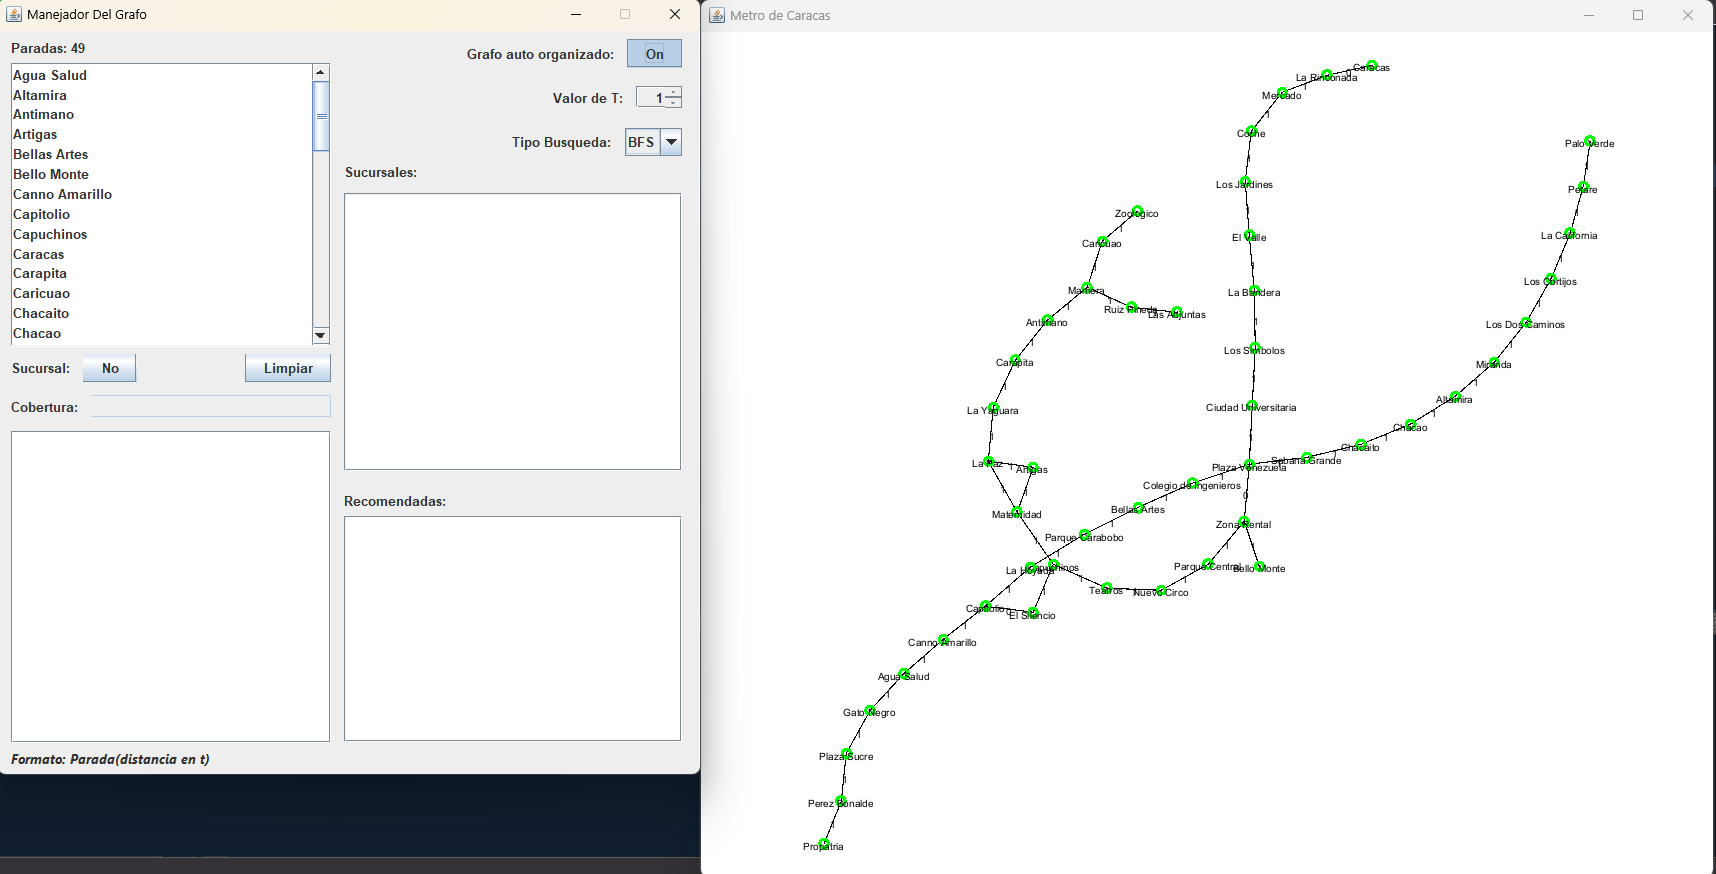 Manejador Del Grafo
Paradas: 49
Agua Salud
Altamira
Antimano
Artigas
Bellas Artes
Bello Monte
Canno Amarillo
Capitolio
Capuchinos
Caracas
Carapita
Caricuao
Chacaito
Chacao
Sucursal:
No
Limpiar
Cobertura:
Formato: Parada(distancia en t)
Grafo auto organizado:
On
Valor de T:
1
Tipo Busqueda:
BFS
Sucursales:
Recomendadas:
Metro de Caracas
Caracas
La Rinconada
Mercado
Coche
Los Jardines
El Valle
La Bandera
Los Simbolos
Ciudad Universitaria
Plaza Venezuela
Palo Verde
Petare
La California
Los Cortijos
Los Dos Caminos
Miranda
Altamira
Chacao
Chacaito
Sabana Grande
Zoologico
Caricuao
Mamera
Ruiz Pineda
Las Adjuntas
Antimano
Carapita
La Yaguara
La Paz
Artigas
Maternidad
Colegio de Ingenieros
Bellas Artes
Parque Carabobo
La Hoyada
Capuchinos
0
Zona Rental
Bello Monte
Parque Central
Nuevo Circo
Teatros
Capitolio
0
El Silencio
Canno Amarillo
Agua Salud
Gato Negro
Plaza Sucre
Perez Bonalde
Propatria